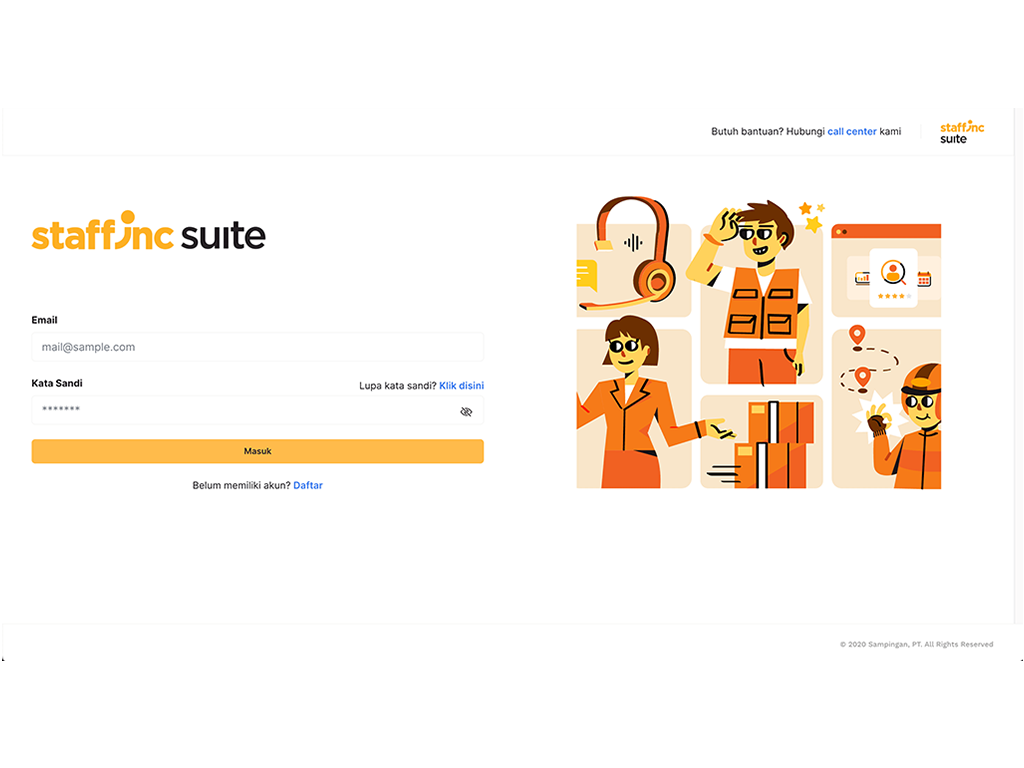 Butuh bantuan? Hubungi call center kami
staffinc
suite
staffinc suite
Email
mail@sample.com
Kata Sandi
Lupa kata sandi? Klik disini
*******
Masuk
Belum memiliki akun? Daftar
© 2020 Sampingan, PT. All Rights Reserved